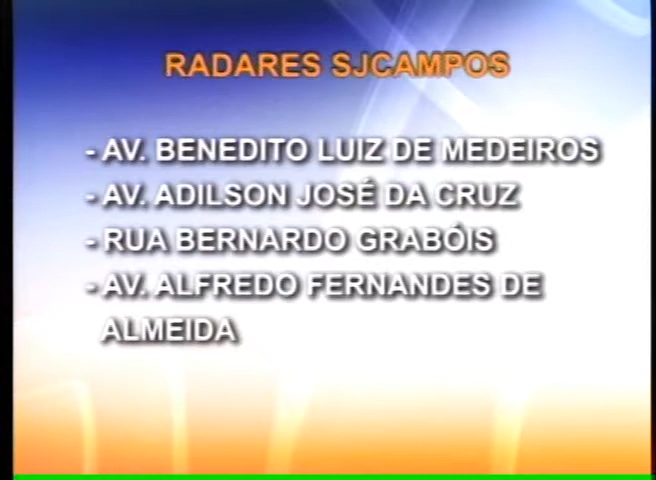 RADARES SJCAMPOS
- AV. BENEDITO LUIZ DE MEDEIROS
- AV. ADILSON JOSÉ DA CRUZ
- RUA BERNARDO GRABÓIS
- AV. ALFREDO FERNANDES DE
ALMEIDA